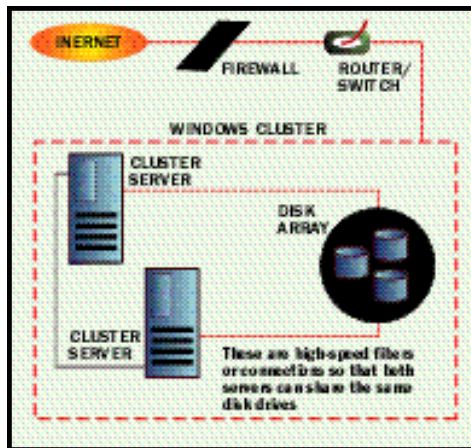 INERNET
FIREWALL
ROUTER/
SWITCH
WINDOWS CLUSTER
CLUSTER
SERVER
DISK
ARRAY
CLUSTER
SERVER
These are high-speed fibers
or connections so that both
servers can share the same
disk drives